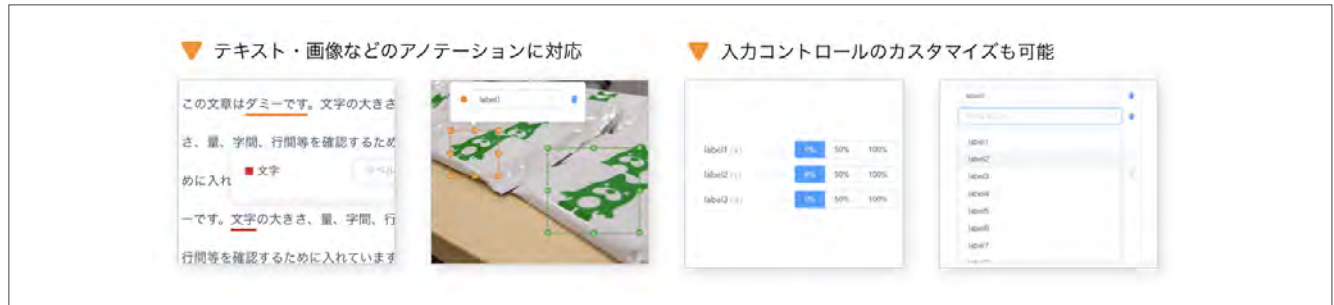 テキスト・画像などのアノテーションに対応
入力コントロールのカスタマイズも可能
この文章はダミーです。文字の大きさ
さ、量、字間、行間等を確認するため
めに入れ
文字
ーです。文字の大きさ、量、字間、行
行間等を確認するために入れています
label1
label1
0% 50% 100%
label2
0% 50% 100%
label3
0% 50% 100%
label1
label2
label3
label4
label5
label6
label7